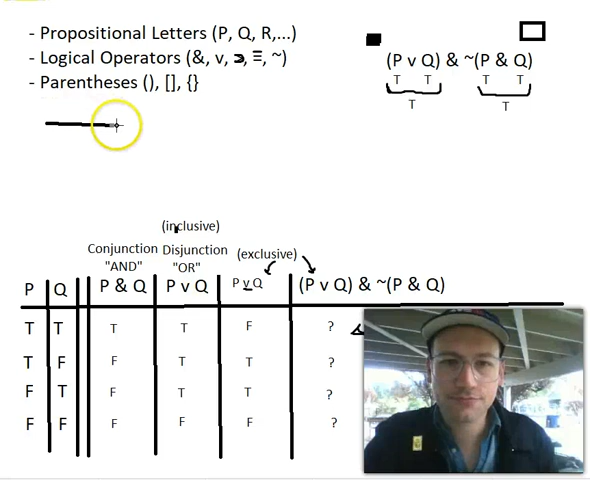 - Propositional Letters (P, Q, R,...)
- Logical Operators (&, v, ⊃, ≡, ~)
- Parentheses (), [], {}
(P v Q) & ~(P & Q)
T T T T
T T
(inclusive)
Conjunction Disjunction (exclusive)
"AND" "OR"
P Q P & Q P v Q P v Q (P v Q) & ~(P & Q)
T T T T F ?
T F F T T ?
F T F T T ?
F F F F F ?